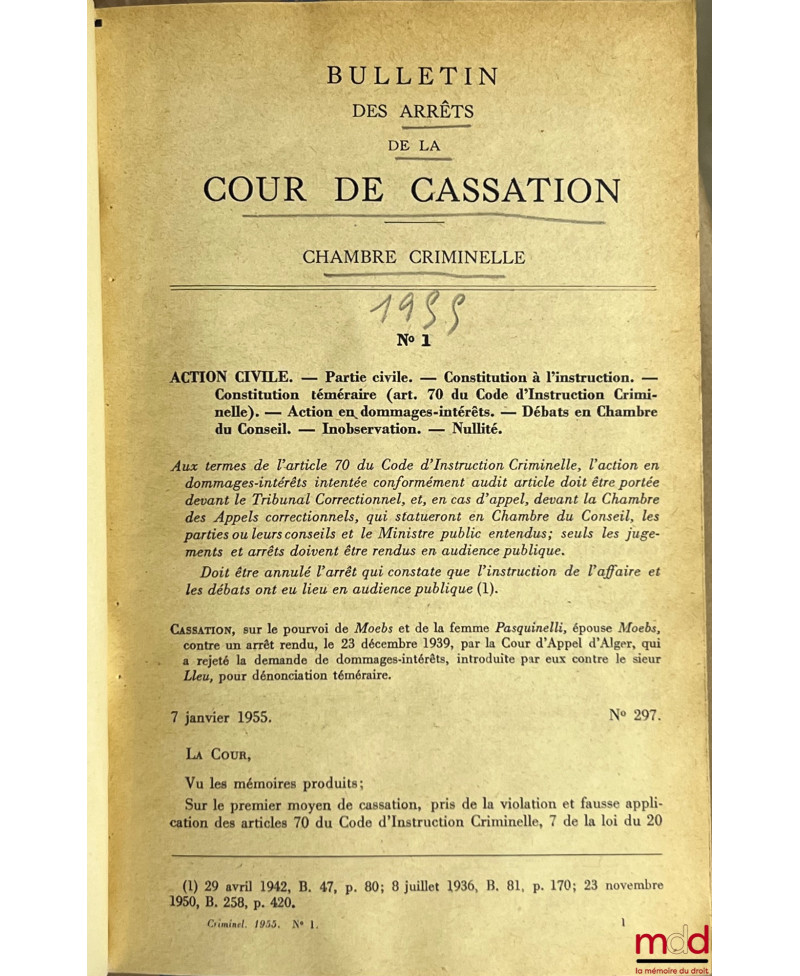 BULLETIN
DES ARRÊTS
DE LA
COUR DE CASSATION
CHAMBRE CRIMINELLE
1955
Nº 1
ACTION CIVILE. — Partie civile. — Constitution à l'instruction. —
Constitution téméraire (art. 70 du Code d'Instruction Crimi-
nelle). — Action en dommages-intérêts. — Débats en Chambre
du Conseil. — Inobservation. — Nullité.
Aux termes de l'article 70 du Code d'Instruction Criminelle, l'action en
dommages-intérêts intentée conformément audit article doit être portée
devant le Tribunal Correctionnel, et, en cas d'appel, devant la Chambre
des Appels correctionnels, qui statueront en Chambre du Conseil, les
parties ou leurs conseils et le Ministre public entendus; seuls les juge-
ments et arrêts doivent être rendus en audience publique.
Doit être annulé l'arrêt qui constate que l'instruction de l'affaire et
les débats ont eu lieu en audience publique (1).
CASSATION, sur le pourvoi de Moebs et de la femme Pasquinelli, épouse Moebs,
contre un arrêt rendu, le 23 décembre 1939, par la Cour d'Appel d'Alger, qui
a rejeté la demande de dommages-intérêts, introduite par eux contre le sieur
Lleu, pour dénonciation téméraire.
7 janvier 1955. Nº 297.
LA COUR,
Vu les mémoires produits;
Sur le premier moyen de cassation, pris de la violation et fausse appli-
cation des articles 70 du Code d'Instruction Criminelle, 7 de la loi du 20
(1) 29 avril 1942, B. 47, p. 80; 8 juillet 1936, B. 81, p. 170; 23 novembre
1950, B. 258, p. 420.
Criminel. 1955. Nº 1. 1
mdd
la mémoire du droit